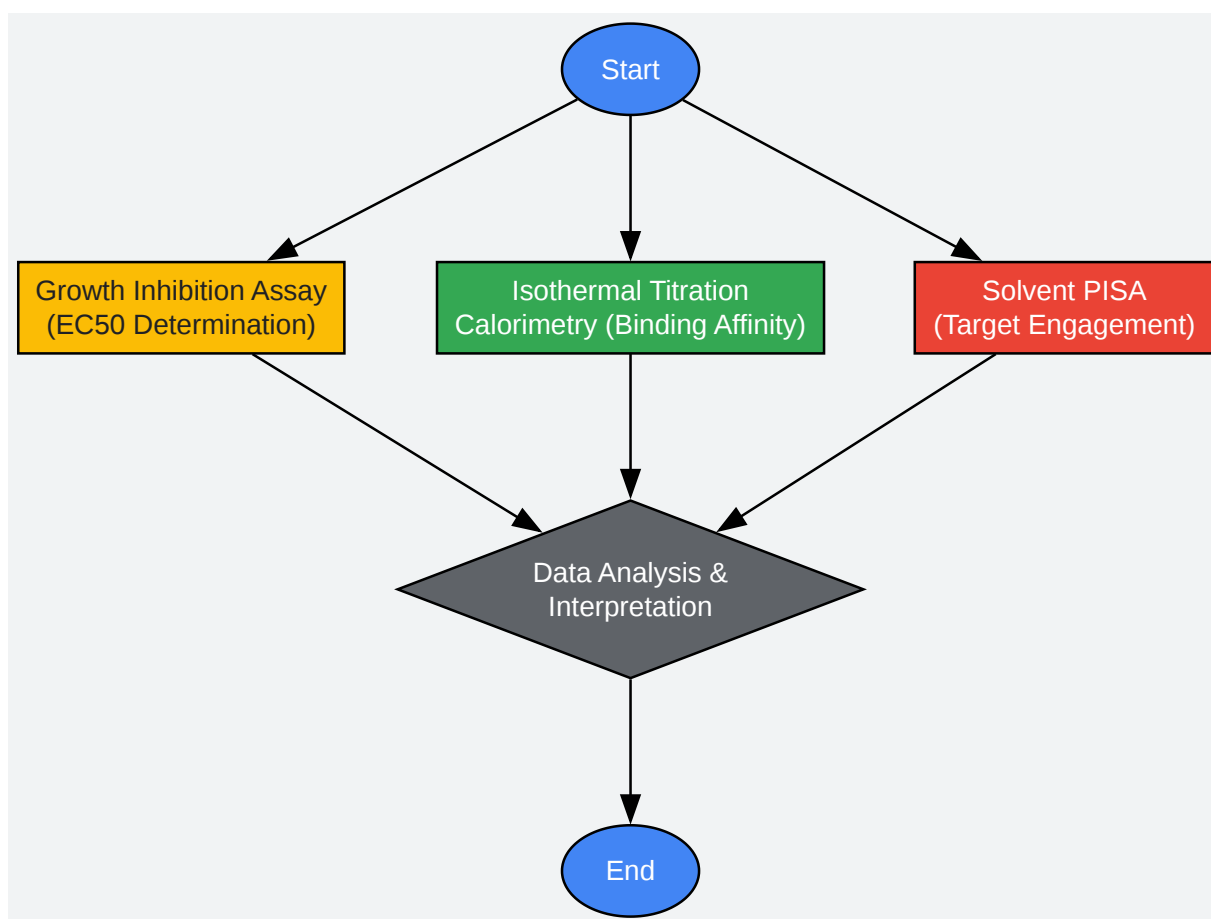 Start
Growth Inhibition Assay
(EC50 Determination)
Isothermal Titration
Calorimetry (Binding Affinity)
Solvent PISA
(Target Engagement)
Data Analysis &
Interpretation
End